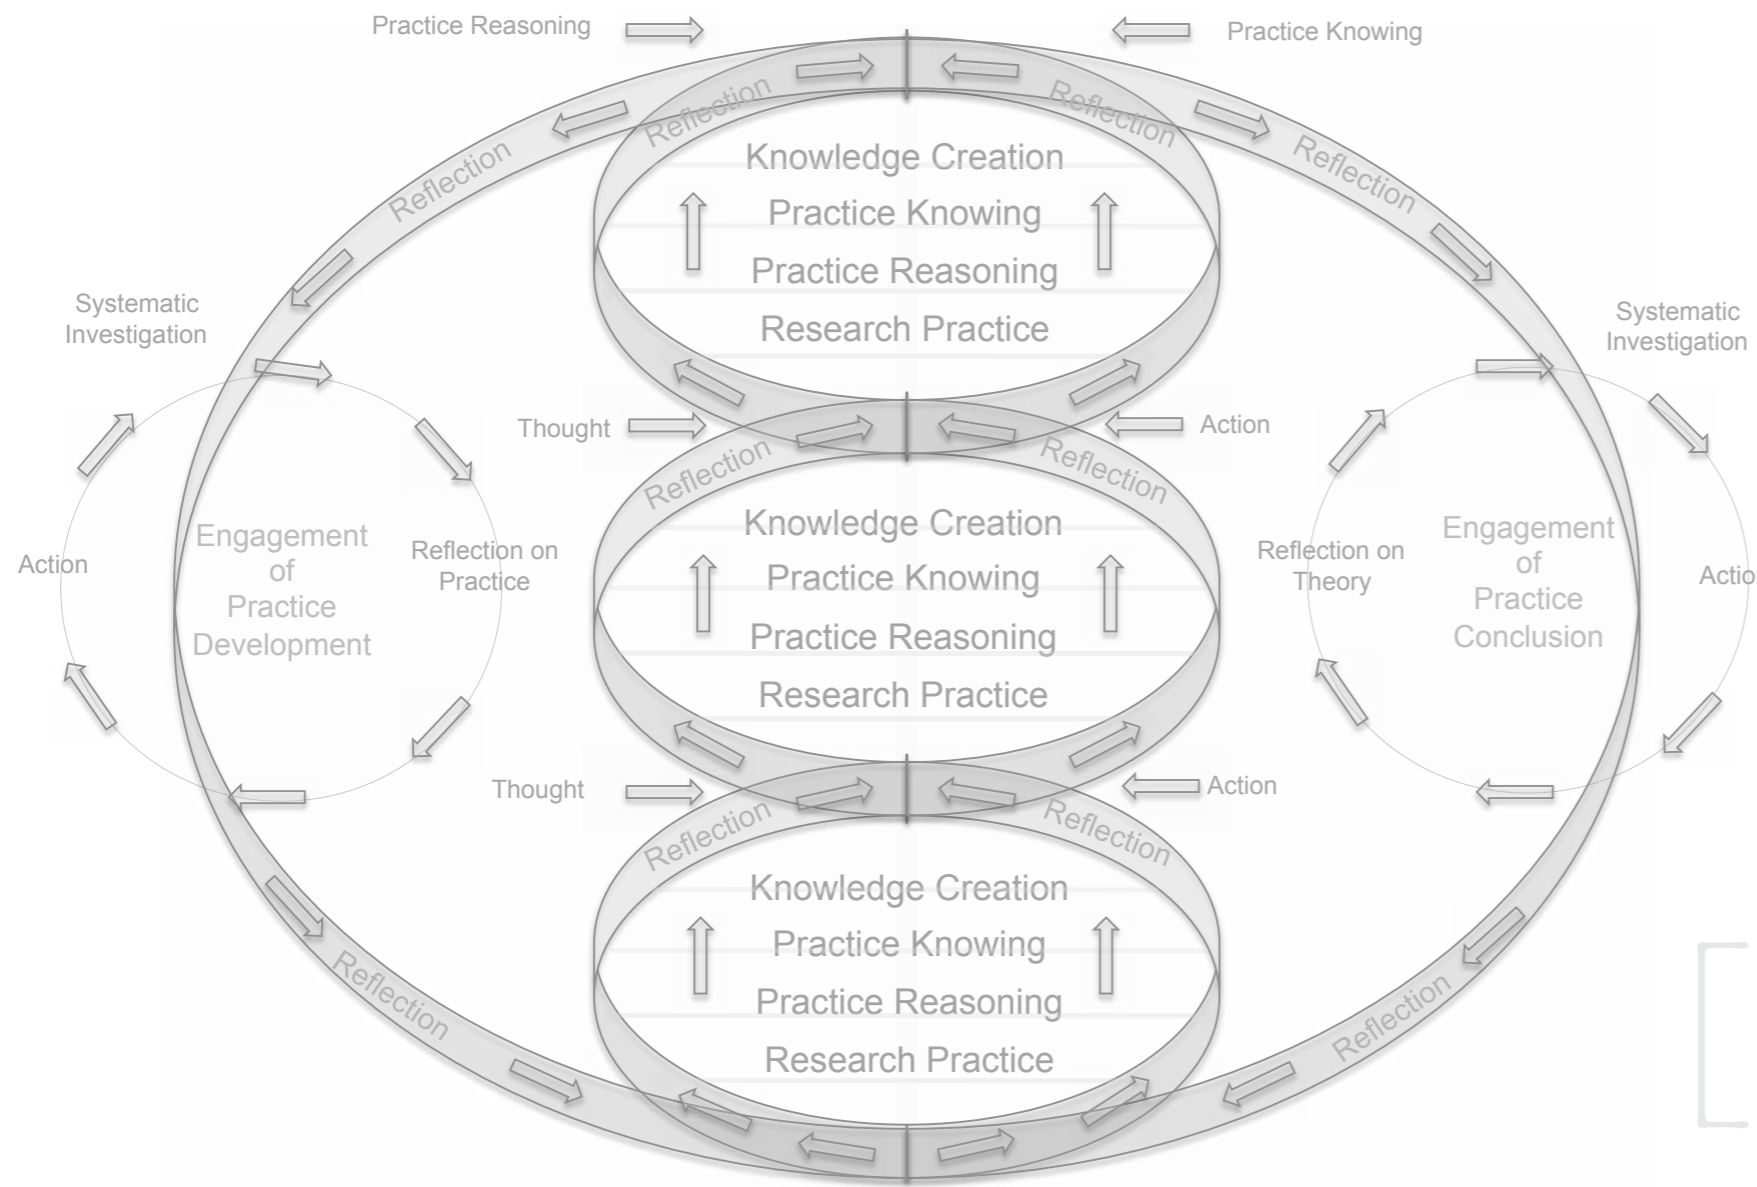 Practice Reasoning
Practice Knowing
Reflection
Reflection
Reflection
Reflection
Knowledge Creation
Practice Knowing
Practice Reasoning
Research Practice
Systematic
Investigation
Systematic
Investigation
Thought
Action
Reflection
Reflection
Knowledge Creation
Practice Knowing
Practice Reasoning
Research Practice
Action
Engagement
of
Practice
Development
Reflection on
Practice
Reflection on
Theory
Engagement
of
Practice
Conclusion
Actio
Thought
Action
Reflection
Reflection
Knowledge Creation
Practice Knowing
Practice Reasoning
Research Practice
Reflection
Reflection